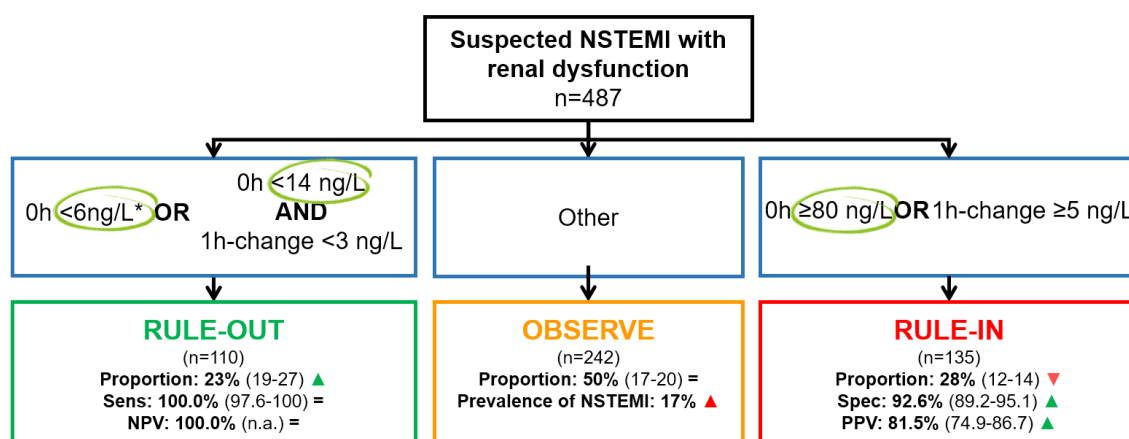 Suspected NSTEMI with
renal dysfunction
n=487
0h <6ng/L* OR
0h <14 ng/L
AND
1h-change <3 ng/L
Other
0h ≥80 ng/L OR 1h-change ≥5 ng/L
RULE-OUT
(n=110)
Proportion: 23% (19-27) ▲
Sens: 100.0% (97.6-100) =
NPV: 100.0% (n.a.) =
OBSERVE
(n=242)
Proportion: 50% (17-20) =
Prevalence of NSTEMI: 17% ▲
RULE-IN
(n=135)
Proportion: 28% (12-14) ▼
Spec: 92.6% (89.2-95.1) ▲
PPV: 81.5% (74.9-86.7) ▲